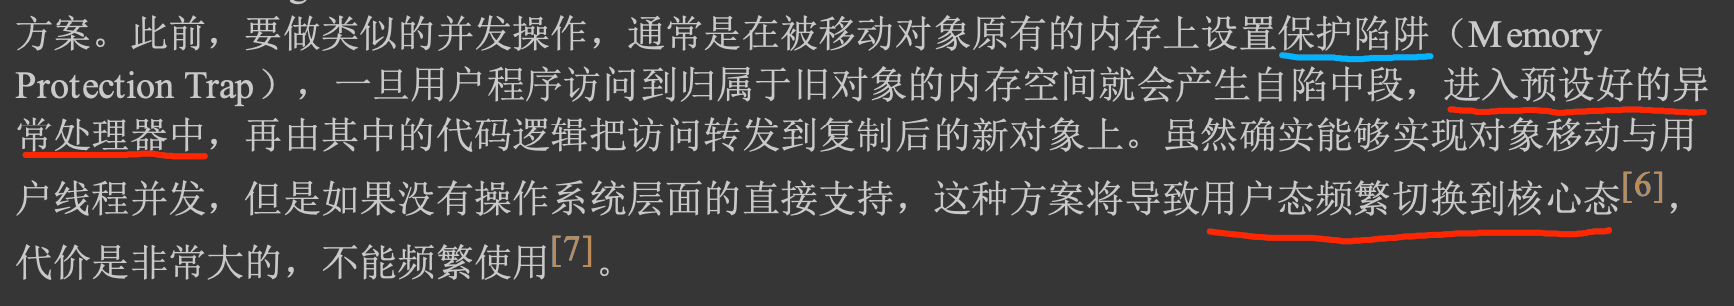 方案。此前，要做类似的并发操作，通常是在被移动对象原有的内存上设置保护陷阱（Memory
Protection Trap），一旦用户程序访问到归属于旧对象的内存空间就会产生自陷中段，进入预设好的异
常处理器中，再由其中的代码逻辑把访问转发到复制后的新对象上。虽然确实能够实现对象移动与用
户线程并发，但是如果没有操作系统层面的直接支持，这种方案将导致用户态频繁切换到核心态[6]，
代价是非常大的，不能频繁使用[7]。